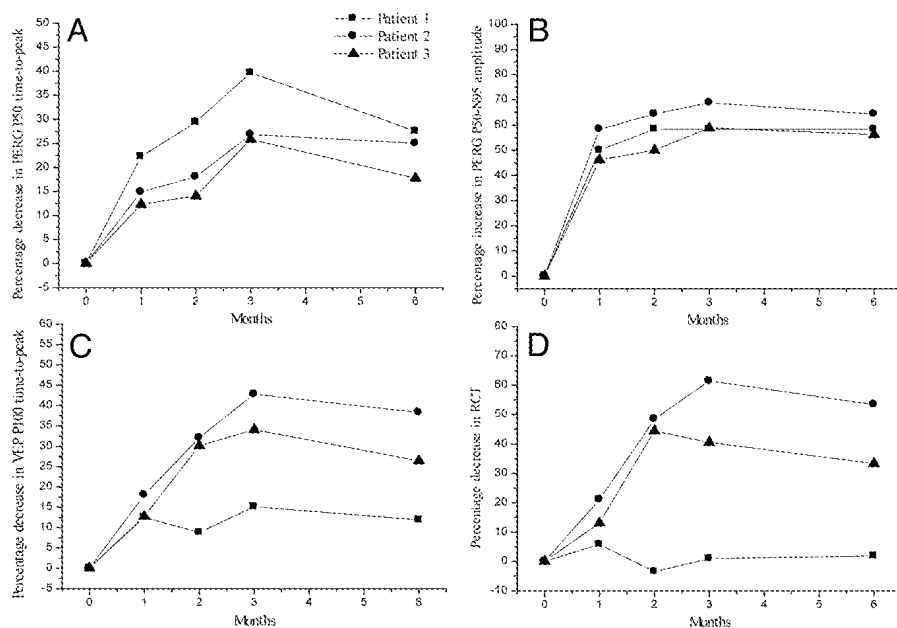 A
Patient 1
Patient 2
Patient 3
Percentage decrease in PERG P50 time-to-peak
50
45
40
35
30
25
20
15
10
5
0
-5
0 1 2 3 4 5 6
Months
B
Percentage increase in PERG P50-N95 amplitude
100
90
80
70
60
50
40
30
20
10
0
0 1 2 3 4 5 6
Months
C
Percentage decrease in VEP P100 time-to-peak
60
55
50
45
40
35
30
25
20
15
10
5
0
-5
0 1 2 3 4 5 6
Months
D
Percentage decrease in RCT
80
70
60
50
40
30
20
10
0
-10
0 1 2 3 4 5 6
Months